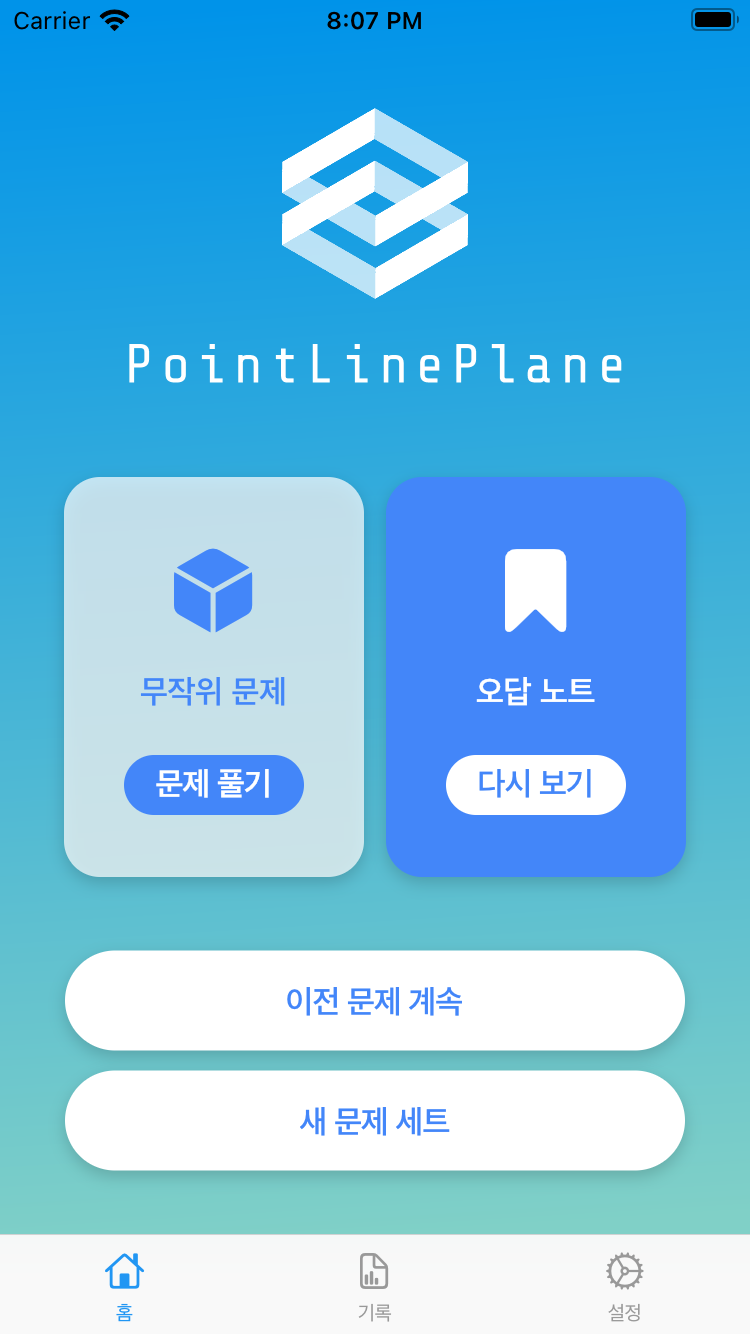 Carrier 8:07 PM
PointLinePlane
무작위 문제
문제 풀기
오답 노트
다시 보기
이전 문제 계속
새 문제 세트
홈
기록
설정